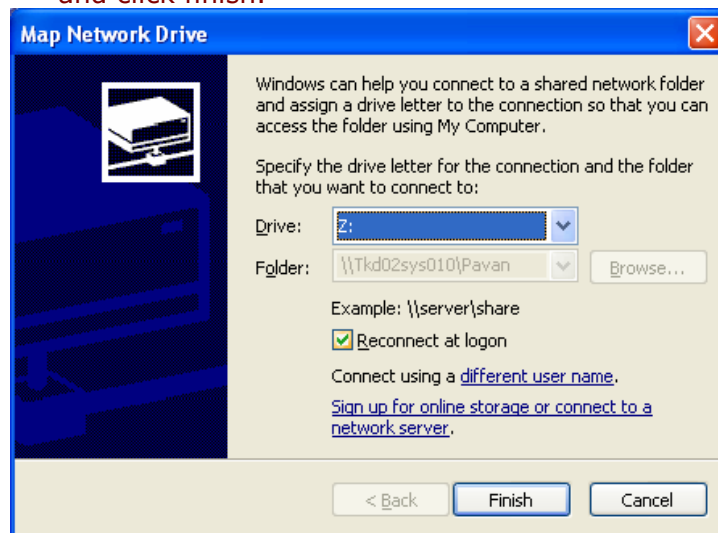 and click finish.
Map Network Drive
Windows can help you connect to a shared network folder
and assign a drive letter to the connection so that you can
access the folder using My Computer.
Specify the drive letter for the connection and the folder
that you want to connect to:
Drive: Z:
Folder: \\Tkd02sys010\Pavan Browse...
Example: \\server\share
Reconnect at logon
Connect using a different user name.
Sign up for online storage or connect to a
network server.
< Back Finish Cancel